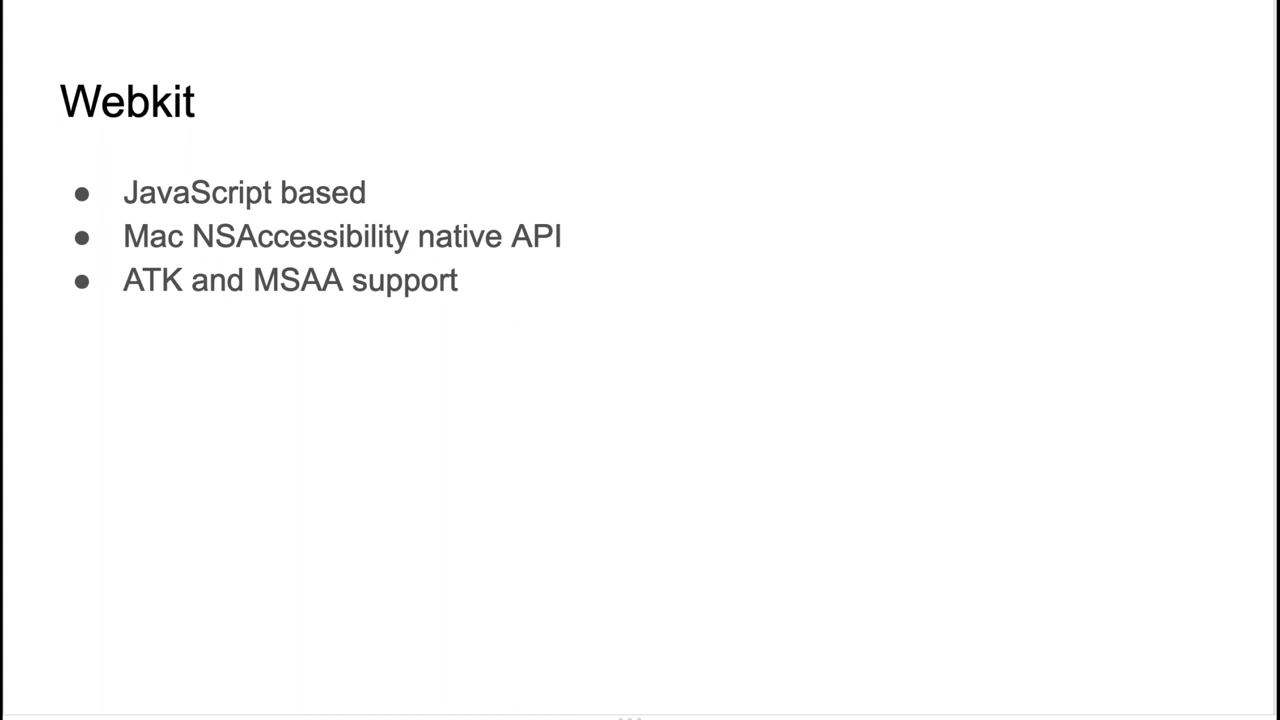 Webkit
● JavaScript based
● Mac NSAccessibility native API
● ATK and MSAA support